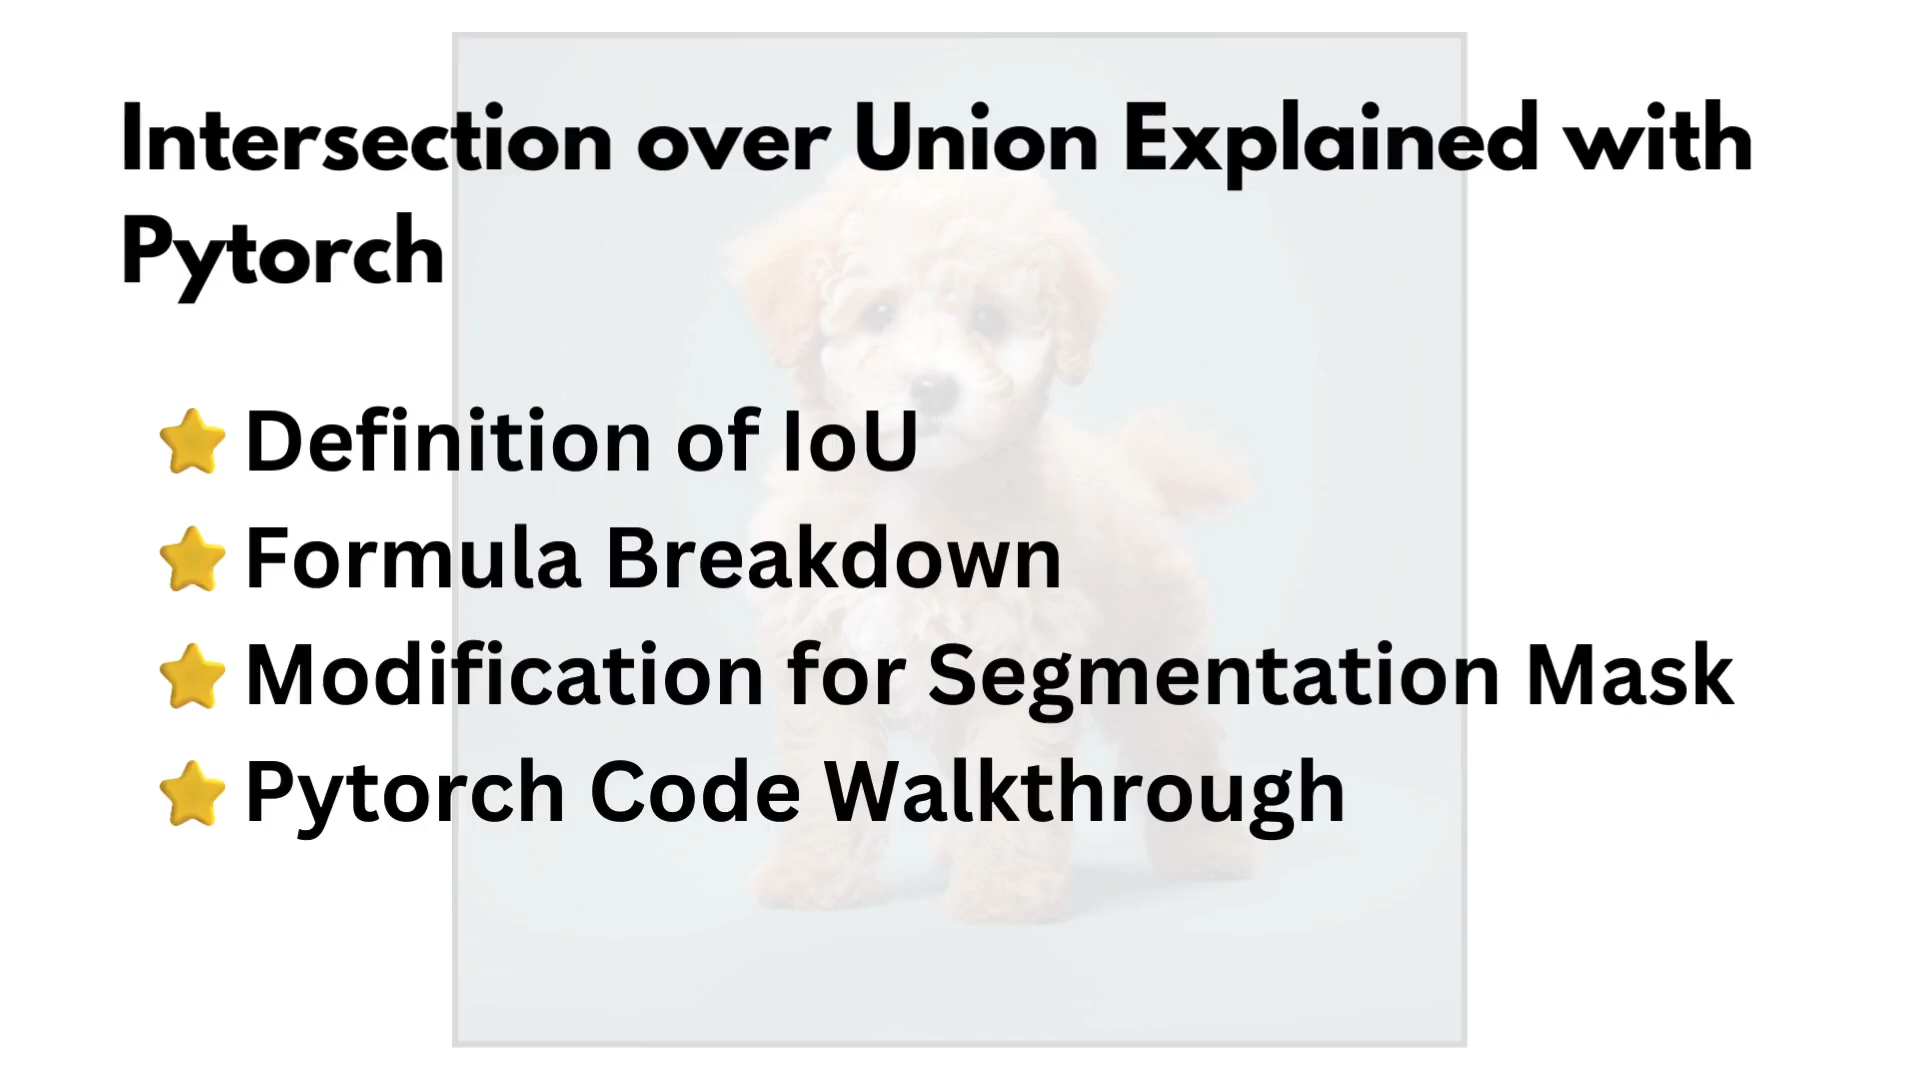 Intersection over Union Explained with
Pytorch
Definition of IoU
Formula Breakdown
Modification for Segmentation Mask
Pytorch Code Walkthrough